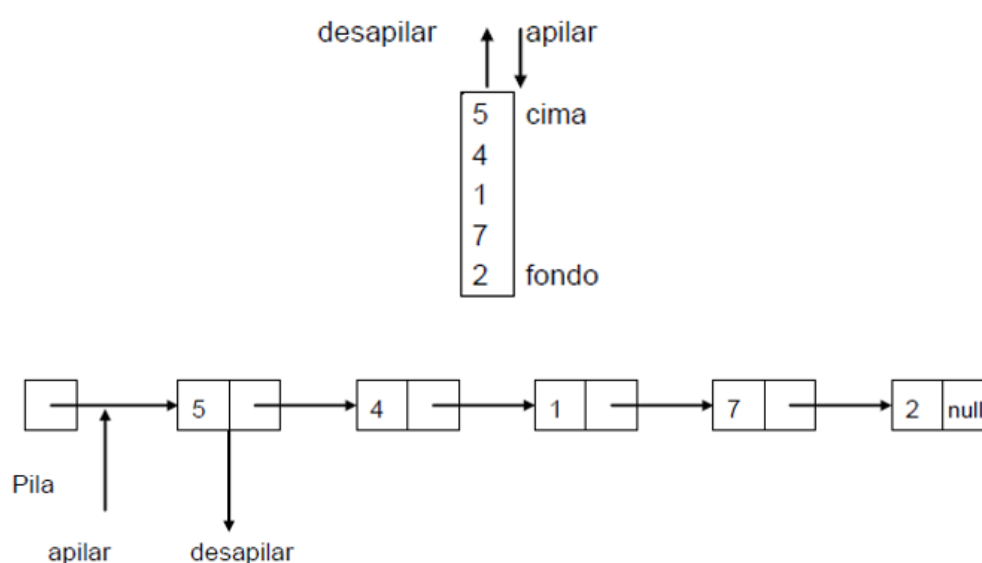 desapilar apilar
5 cima
4
1
7
2 fondo
5 4 1 7 2 null
Pila
apilar desapilar